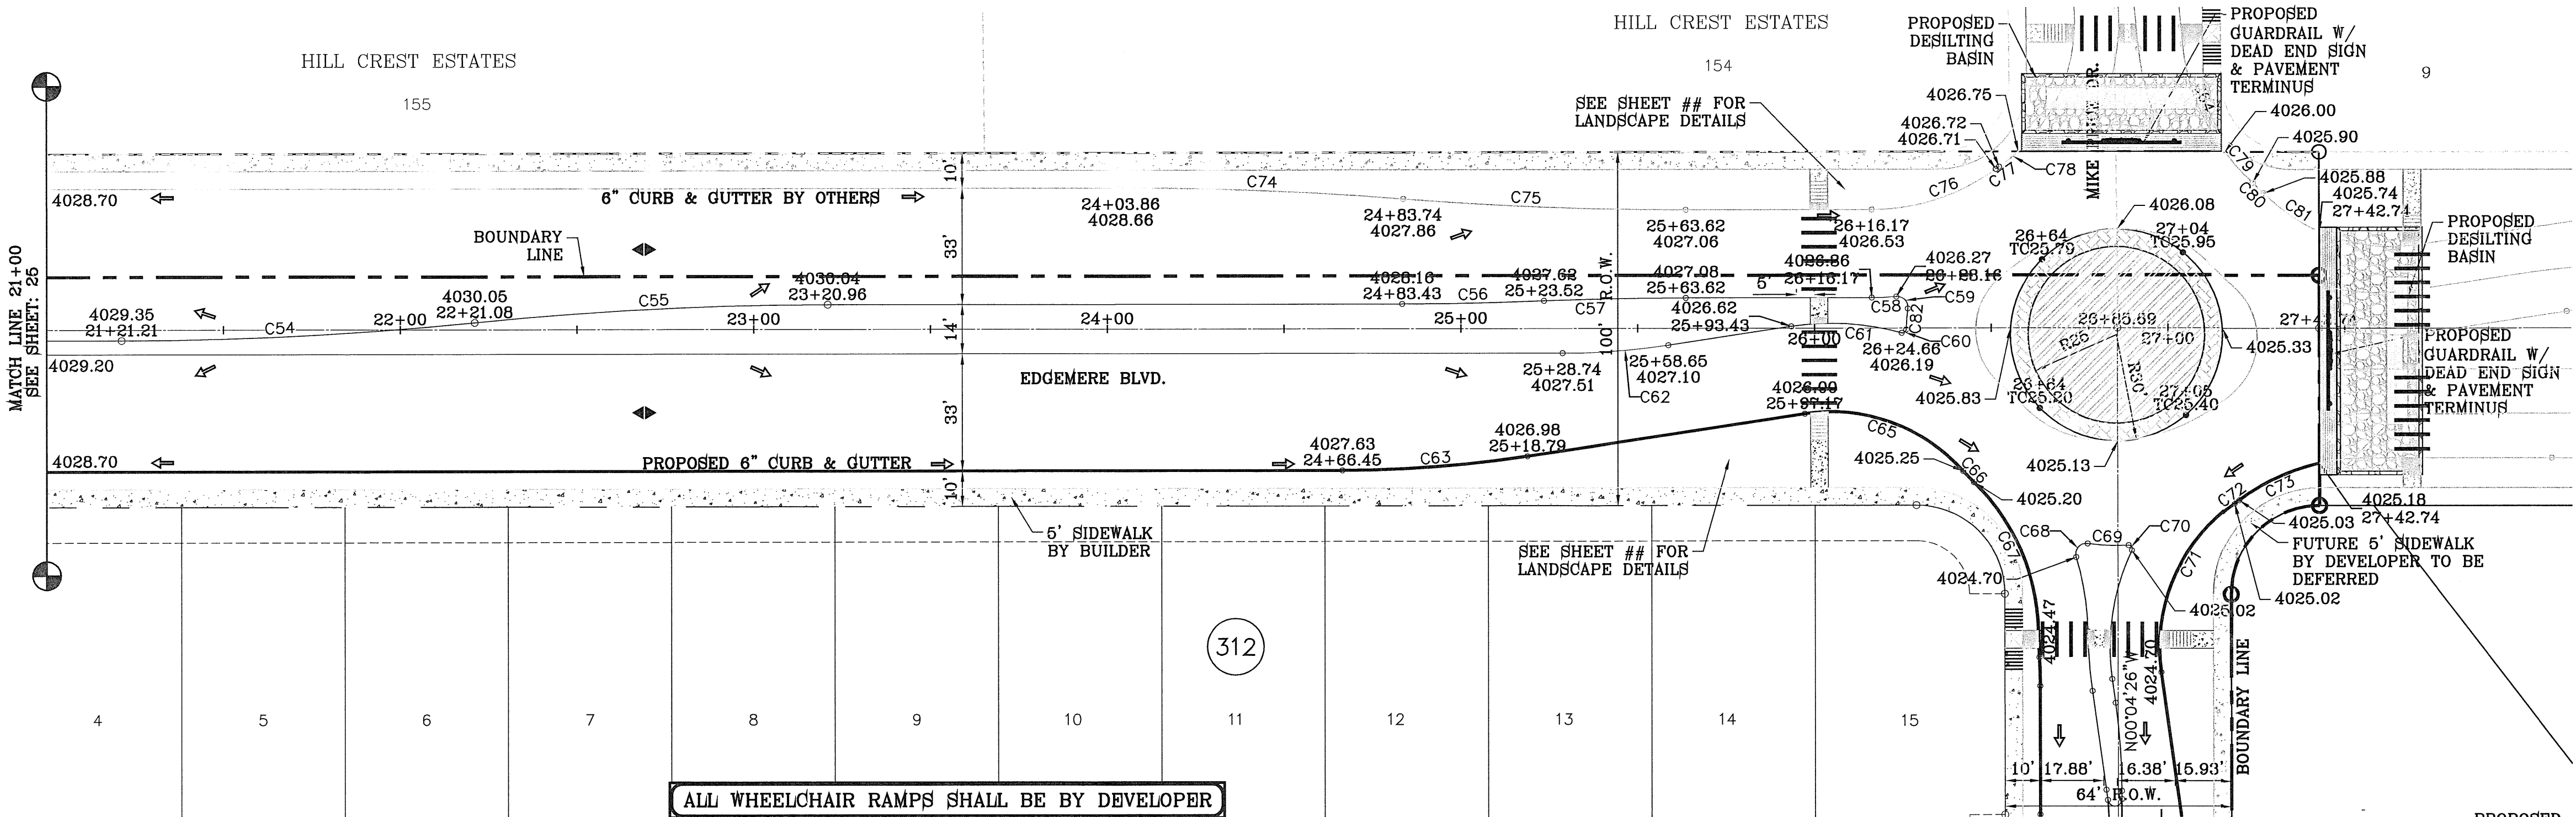 HILL CREST ESTATES
155
HILL CREST ESTATES
154
9
PROPOSED
DESILTING
BASIN
PROPOSED
GUARDRAIL W/
DEAD END SIGN
& PAVEMENT
TERMINUS
SEE SHEET ## FOR
LANDSCAPE DETAILS
4026.75
4026.72
4026.71
4026.00
4025.90
4025.88
4025.74
27+42.74
C76
C77
C78
C79
C80
C81
MATCH LINE 21+00
SEE SHEET: 25
4028.70
6" CURB & GUTTER BY OTHERS
10'
C74
24+03.86
4028.66
C75
24+83.74
4027.86
25+63.62
4027.06
26+16.17
4026.53
4026.08
26+64
TC25.79
27+04
TC25.95
PROPOSED
DESILTING
BASIN
BOUNDARY
LINE
33'
100' R.O.W.
4029.35
21+21.21
C54
22+00
4030.05
22+21.08
C55
23+00
4030.04
23+20.96
14'
24+00
4028.16
24+83.43
C56
25+00
4027.62
25+23.52
C57
4027.08
25+63.62
5'
26+16.17
4026.27
C58
C59
C82
4026.62
25+93.43
26+00
C61
C60
26+24.66
4026.19
R30'
27+00
4025.33
PROPOSED
GUARDRAIL W/
DEAD END SIGN
& PAVEMENT
TERMINUS
4029.20
EDGEMERE BLVD.
25+28.74
4027.51
25+58.65
4027.10
C62
25+97.17
4025.83
TC25.20
27+05
TC25.40
33'
4028.70
PROPOSED 6" CURB & GUTTER
4027.63
24+66.45
C63
4026.98
25+18.79
C65
4025.25
C66
4025.20
4025.13
C72
C73
4025.18
27+42.74
10'
5' SIDEWALK
BY BUILDER
SEE SHEET ## FOR
LANDSCAPE DETAILS
C67
C68
C69
C70
C71
4024.70
4025.03
FUTURE 5' SIDEWALK
BY DEVELOPER TO BE
DEFERRED
4025.02
4025.02
4024.47
4024.70
N00°04'26"W
BOUNDARY LINE
312
4
5
6
7
8
9
10
11
12
13
14
15
10'
17.88'
16.38'
15.93'
64' R.O.W.
ALL WHEELCHAIR RAMPS SHALL BE BY DEVELOPER